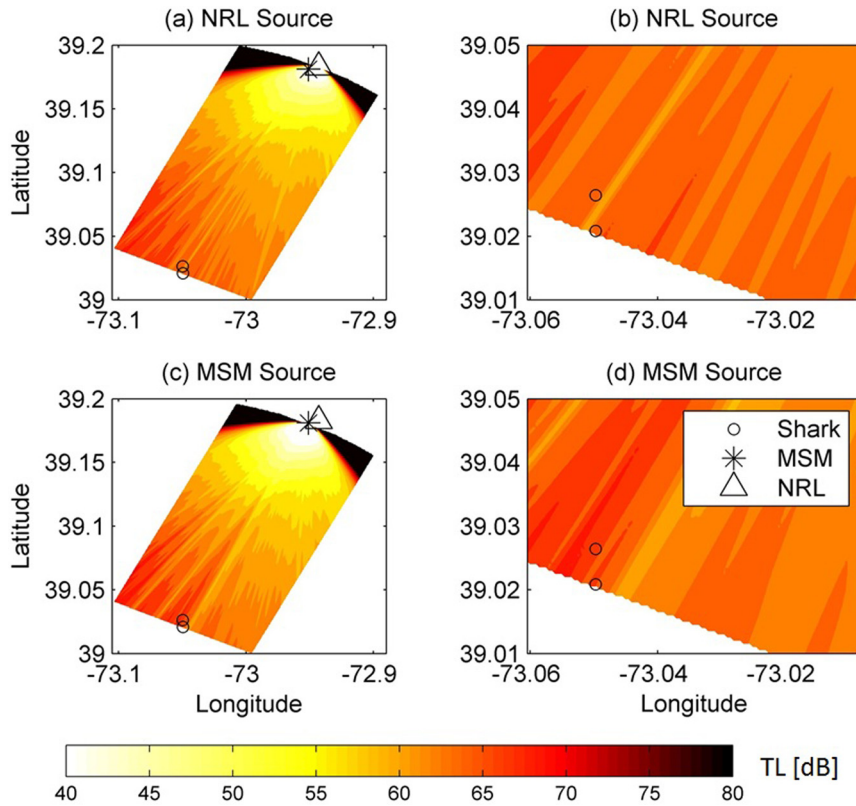 (a) NRL Source
(b) NRL Source
39.2
39.15
39.1
39.05
39
Latitude
-73.1
-73
-72.9
39.05
39.04
39.03
39.02
39.01
Latitude
-73.06
-73.04
-73.02
(c) MSM Source
(d) MSM Source
39.2
39.15
39.1
39.05
39
Latitude
-73.1
-73
-72.9
Longitude
39.05
39.04
39.03
39.02
39.01
Latitude
Shark
MSM
NRL
-73.06
-73.04
-73.02
Longitude
TL [dB]
40
45
50
55
60
65
70
75
80